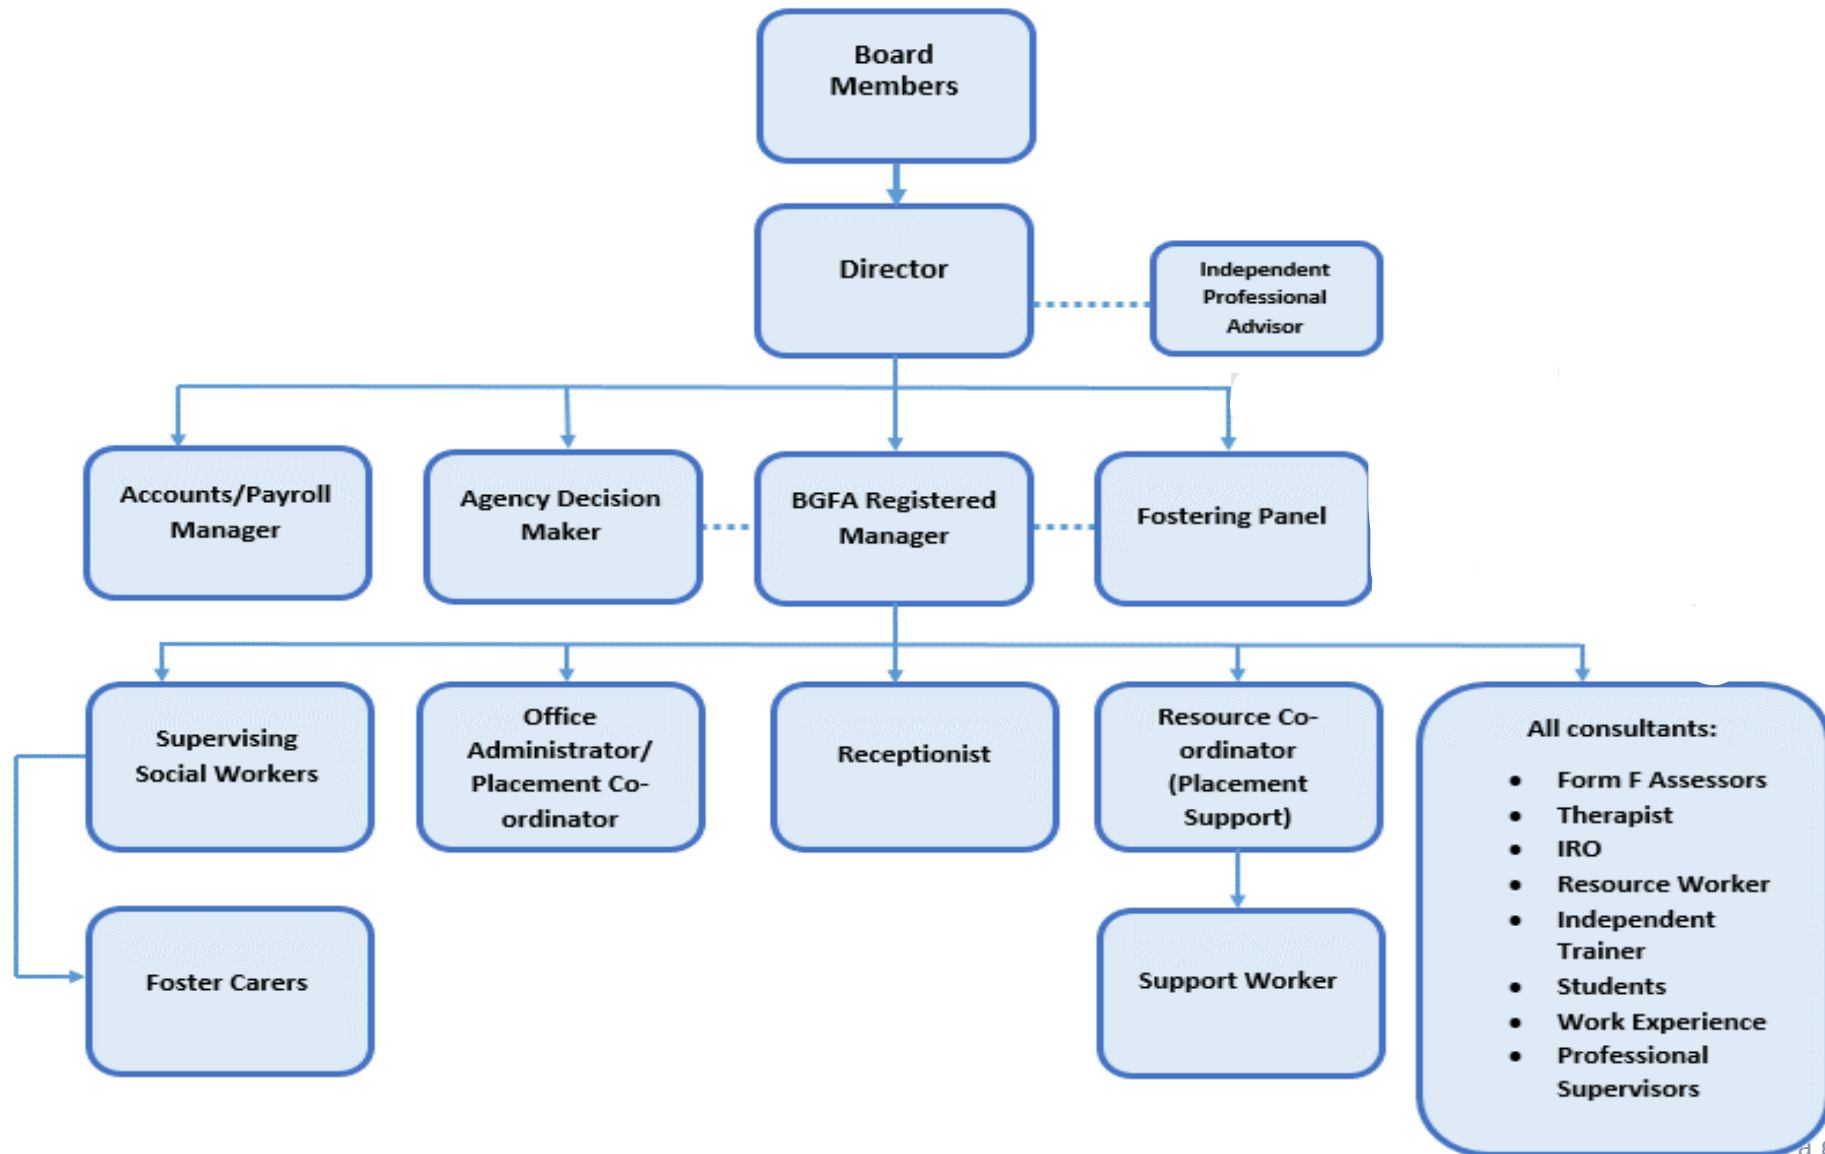 Board
Members
Director
Independent
Professional
Advisor
Accounts/Payroll
Manager
Agency Decision
Maker
BGFA Registered
Manager
Fostering Panel
Supervising
Social Workers
Office
Administrator/
Placement Co-
ordinator
Receptionist
Resource Co-
ordinator
(Placement
Support)
All consultants:
• Form F Assessors
• Therapist
• IRO
• Resource Worker
• Independent
Trainer
• Students
• Work Experience
• Professional
Supervisors
Foster Carers
Support Worker